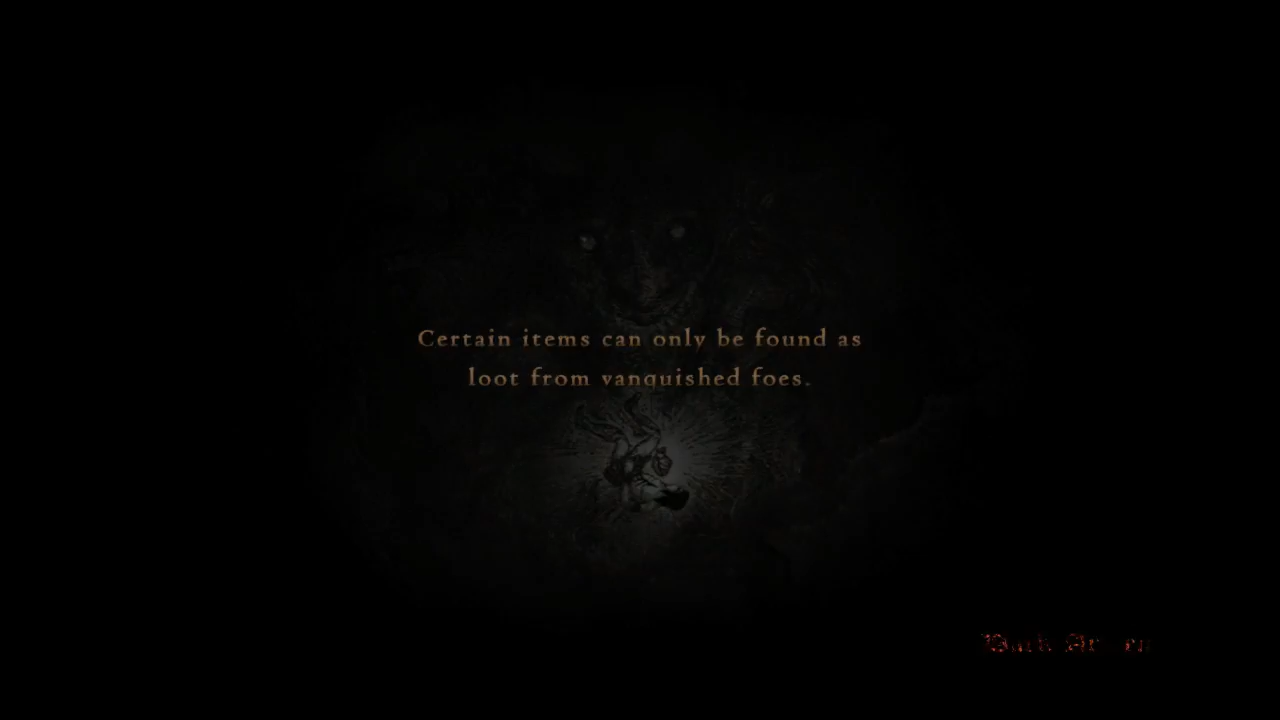 Certain items can only be found as
loot from vanquished foes.